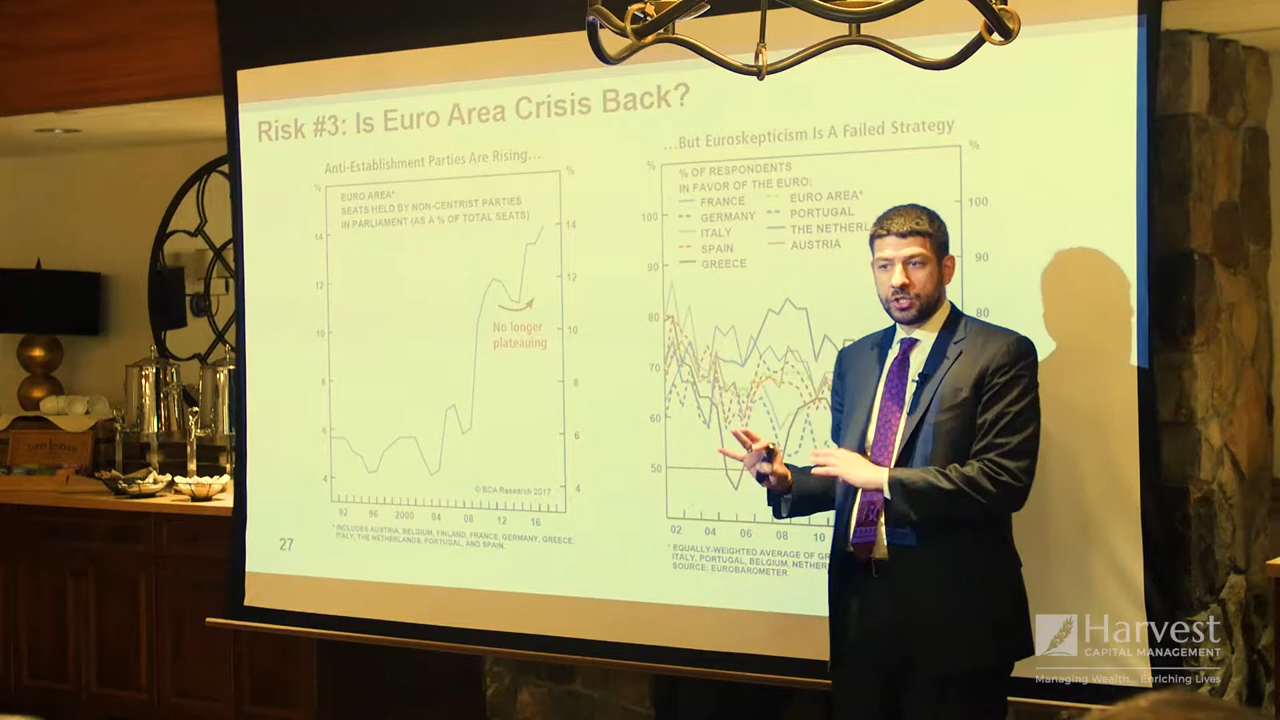 Risk #3: Is Euro Area Crisis Back?
Anti-Establishment Parties Are Rising...
%
%
EURO AREA*
SEATS HELD BY NON-CENTRIST PARTIES
IN PARLIAMENT (AS A % OF TOTAL SEATS)
14
14
12
12
No longer
plateauing
10
10
8
8
6
6
4
4
© BCA Research 2017
92 96 2000 04 08 12 16
* INCLUDES AUSTRIA, BELGIUM, FINLAND, FRANCE, GERMANY, GREECE,
ITALY, THE NETHERLANDS, PORTUGAL, AND SPAIN.
27
...But Euroskepticism Is A Failed Strategy
%
%
% OF RESPONDENTS
IN FAVOR OF THE EURO:
FRANCE
GERMANY
ITALY
SPAIN
GREECE
EURO AREA*
PORTUGAL
THE NETHERL
AUSTRIA
100
100
90
90
80
80
70
60
50
02 04 06 08 10
* EQUALLY-WEIGHTED AVERAGE OF GR
ITALY, PORTUGAL, BELGIUM, NETHER
SOURCE: EUROBAROMETER.
Harvest
CAPITAL MANAGEMENT
Managing Wealth... Enriching Lives